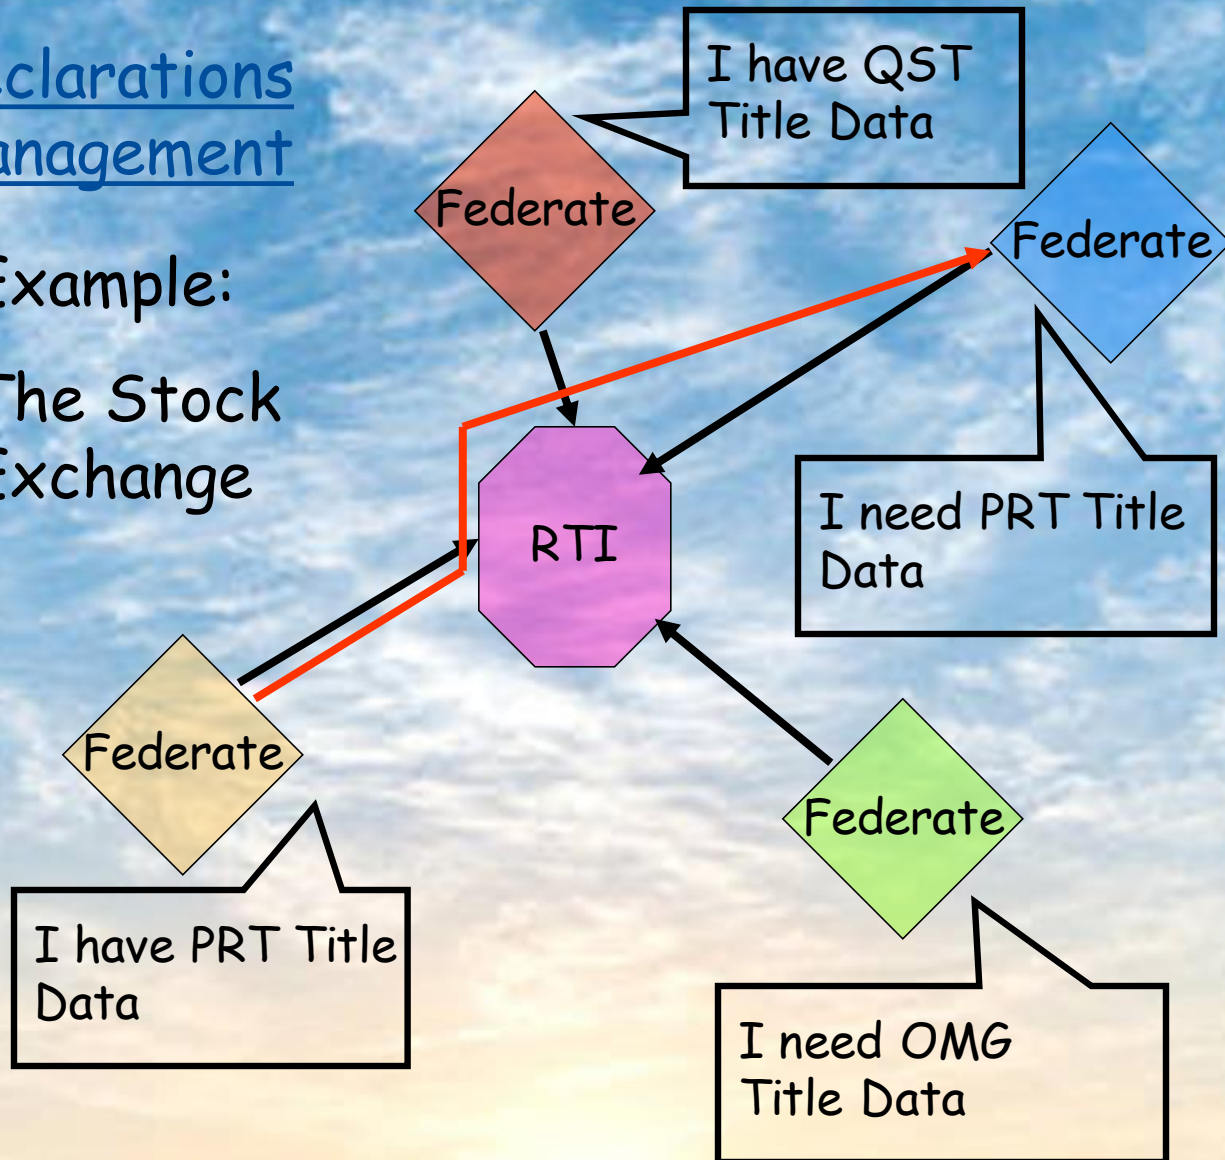 eclarations
anagement
Example:
The Stock
Exchange
I have QST
Title Data
Federate
Federate
RTI
I need PRT Title
Data
Federate
Federate
I have PRT Title
Data
I need OMG
Title Data